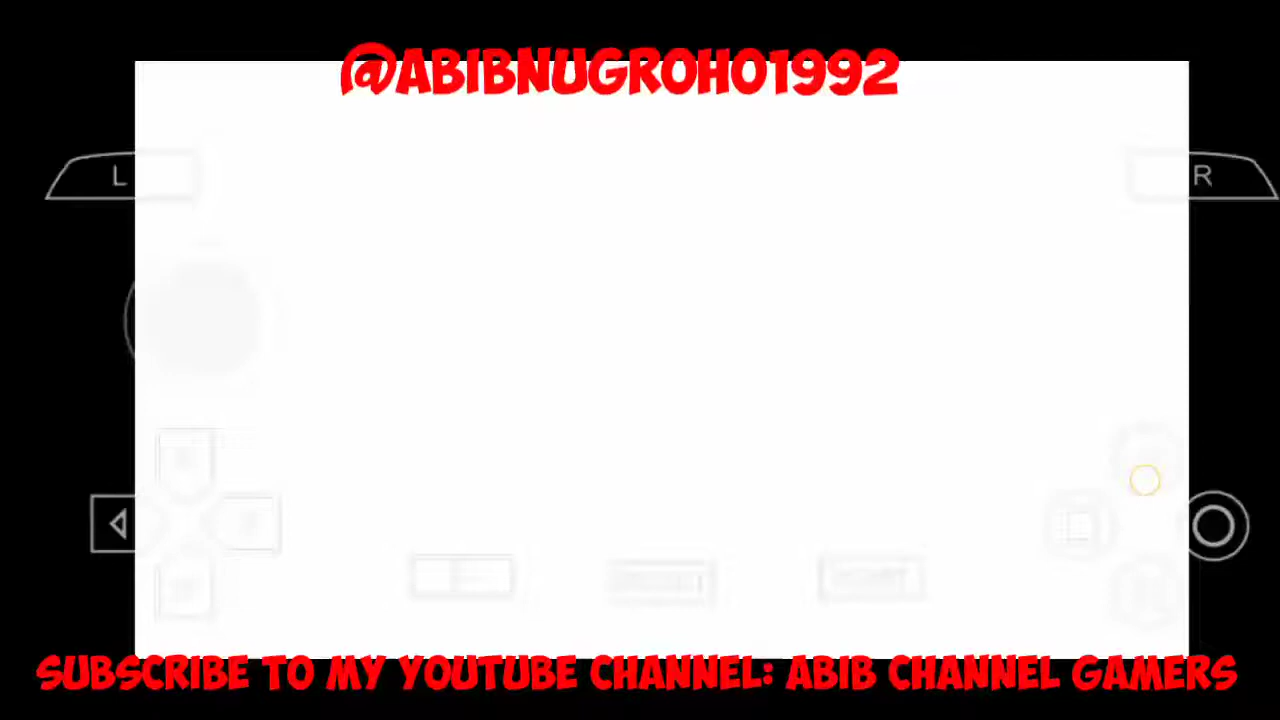 @ABIBNUGROHO1992
L
R
SUBSCRIBE TO MY YOUTUBE CHANNEL: ABIB CHANNEL GAMERS